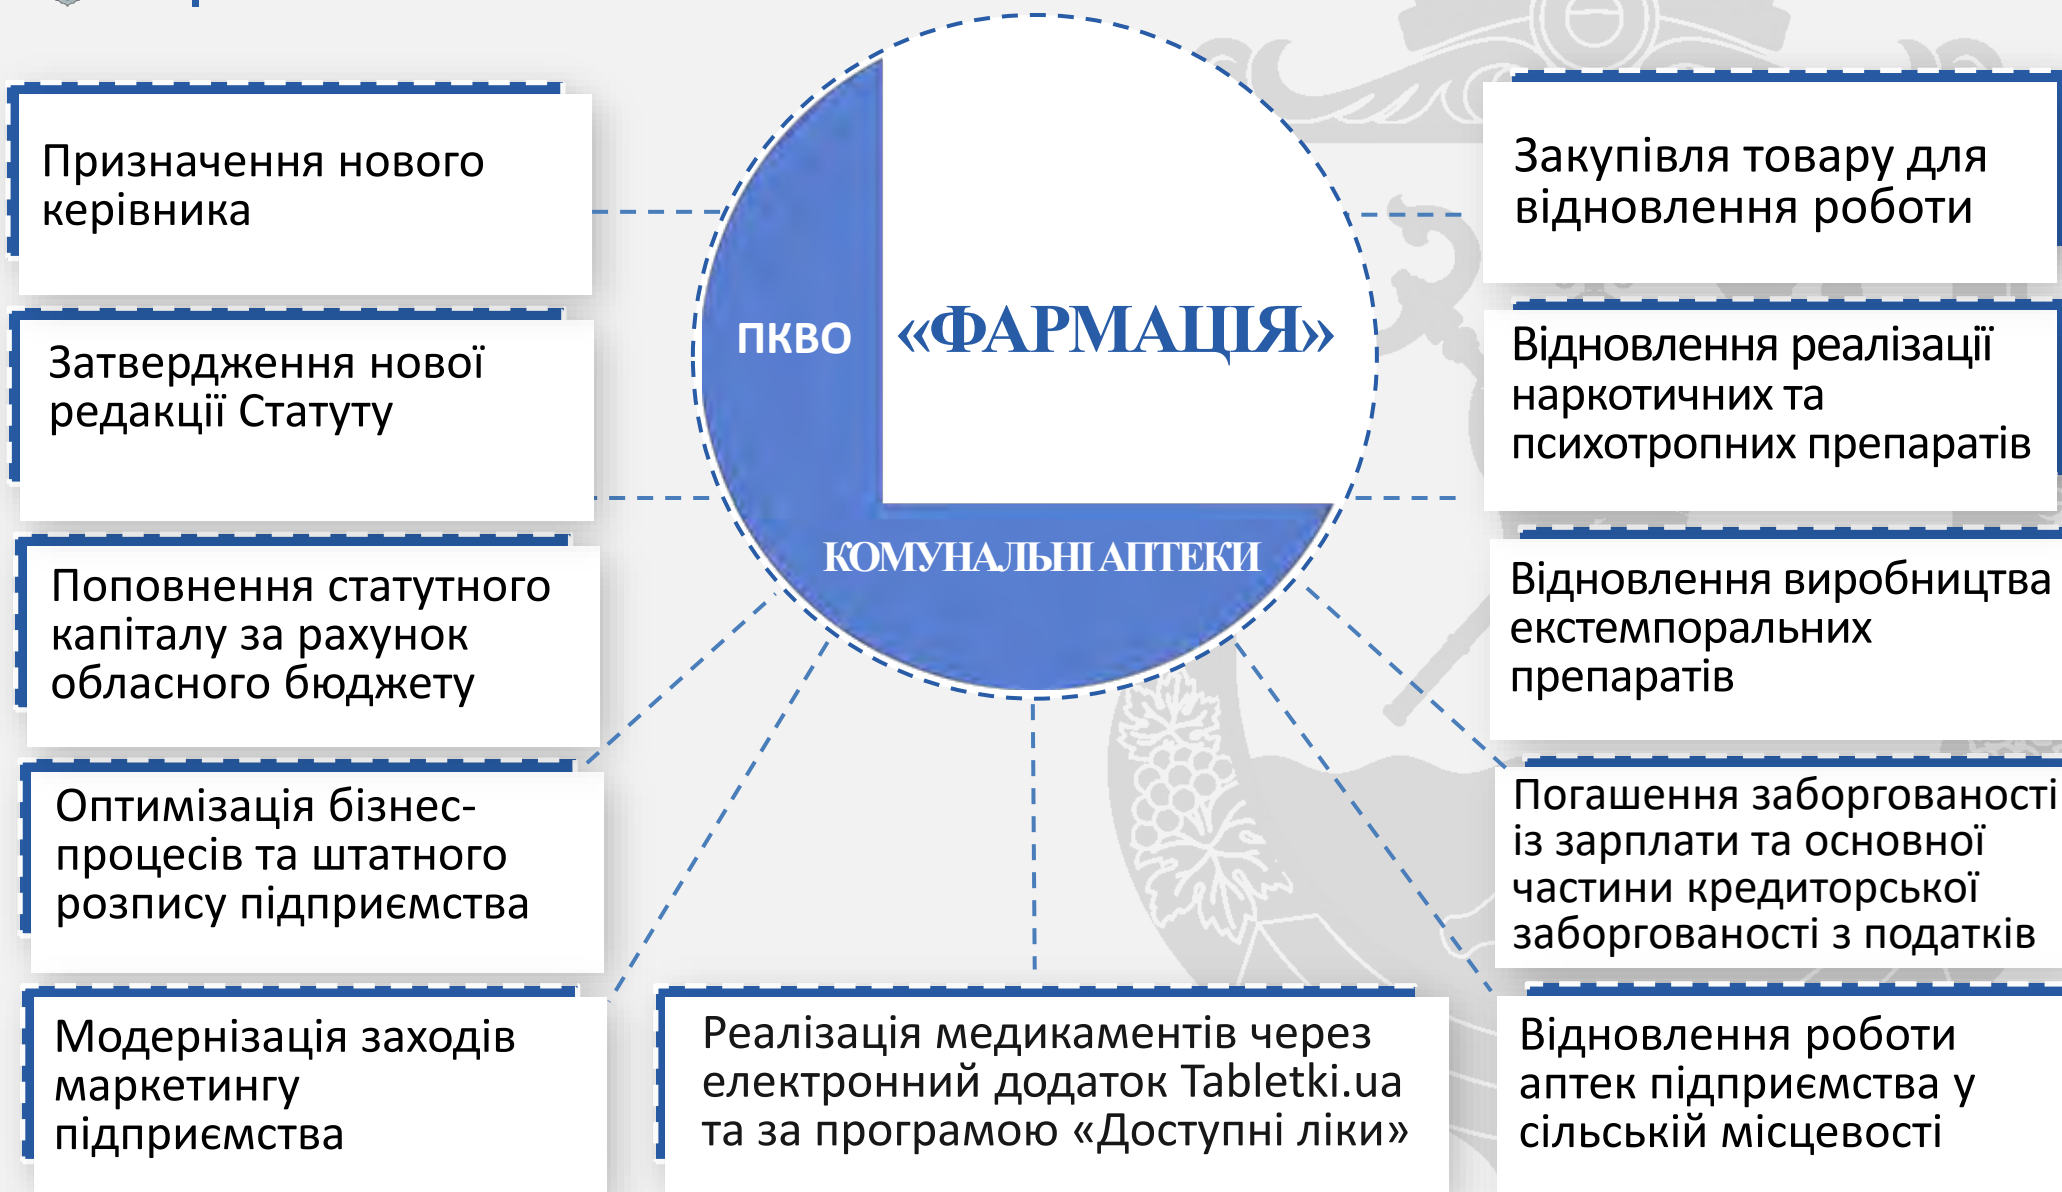 Призначення нового
керівника
Затвердження нової
редакції Статуту
Поповнення статутного
капіталу за рахунок
обласного бюджету
Оптимізація бізнес-
процесів та штатного
розпису підприємства
Модернізація заходів
маркетингу
підприємства
ПКВО
«ФАРМАЦІЯ»
КОМУНАЛЬНІ АПТЕКИ
Реалізація медикаментів через
електронний додаток Tabletki.ua
та за програмою «Доступні ліки»
Закупівля товару для
відновлення роботи
Відновлення реалізації
наркотичних та
психотропних препаратів
Відновлення виробництва
екстемпоральних
препаратів
Погашення заборгованості
із зарплати та основної
частини кредиторської
заборгованості з податків
Відновлення роботи
аптек підприємства у
сільській місцевості